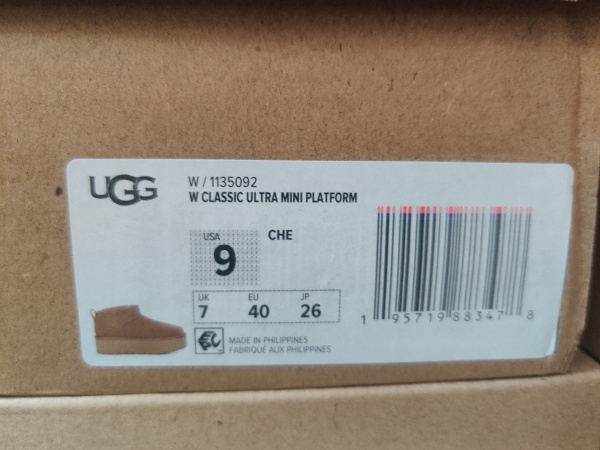 UGG
W / 1135092
W CLASSIC ULTRA MINI PLATFORM
USA
9
CHE
UK EU JP
7 40 26
MADE IN PHILIPPINES
FABRIQUÉ AUX PHILIPPINES
1 95719 88347 8